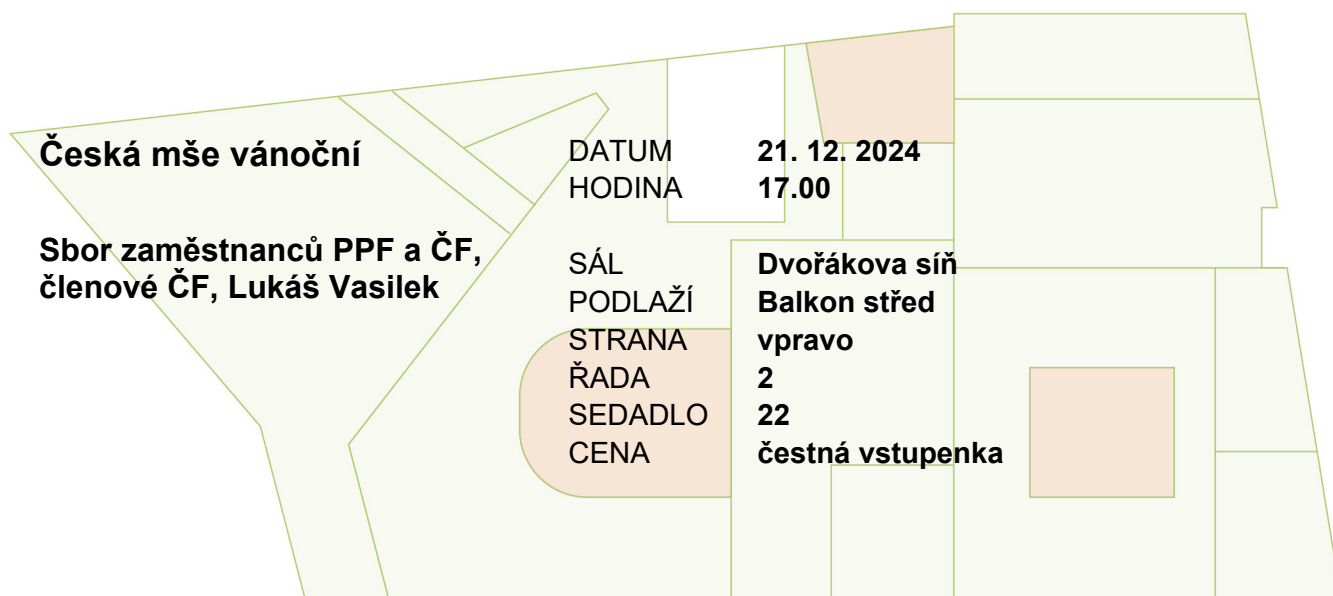 Česká mše vánoční
Sbor zaměstnanců PPF a ČF,
členové ČF, Lukáš Vasilek
DATUM 21. 12. 2024
HODINA 17.00
SÁL Dvořákova síň
PODLAŽÍ Balkon střed
STRANA vpravo
ŘADA 2
SEDADLO 22
CENA čestná vstupenka